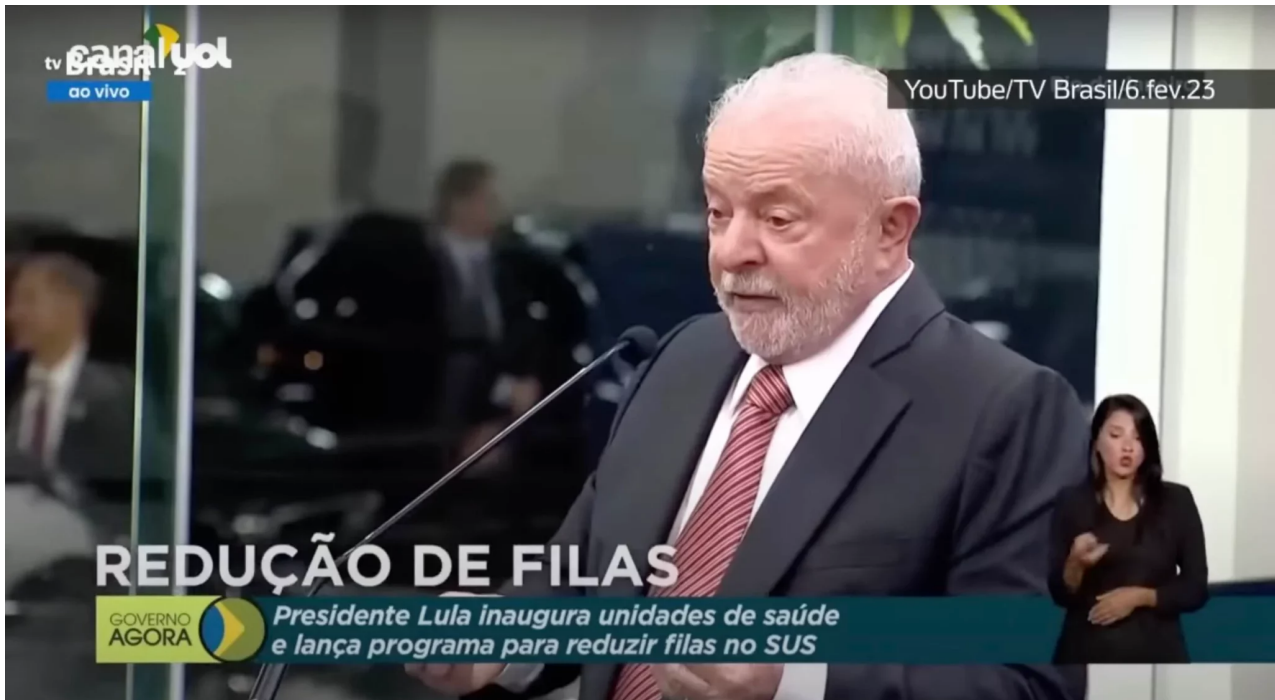 canal uol
tv Brasil 2
ao vivo
YouTube/TV Brasil/6.fev.23
REDUÇÃO DE FILAS
GOVERNO
AGORA
Presidente Lula inaugura unidades de saúde
e lança programa para reduzir filas no SUS